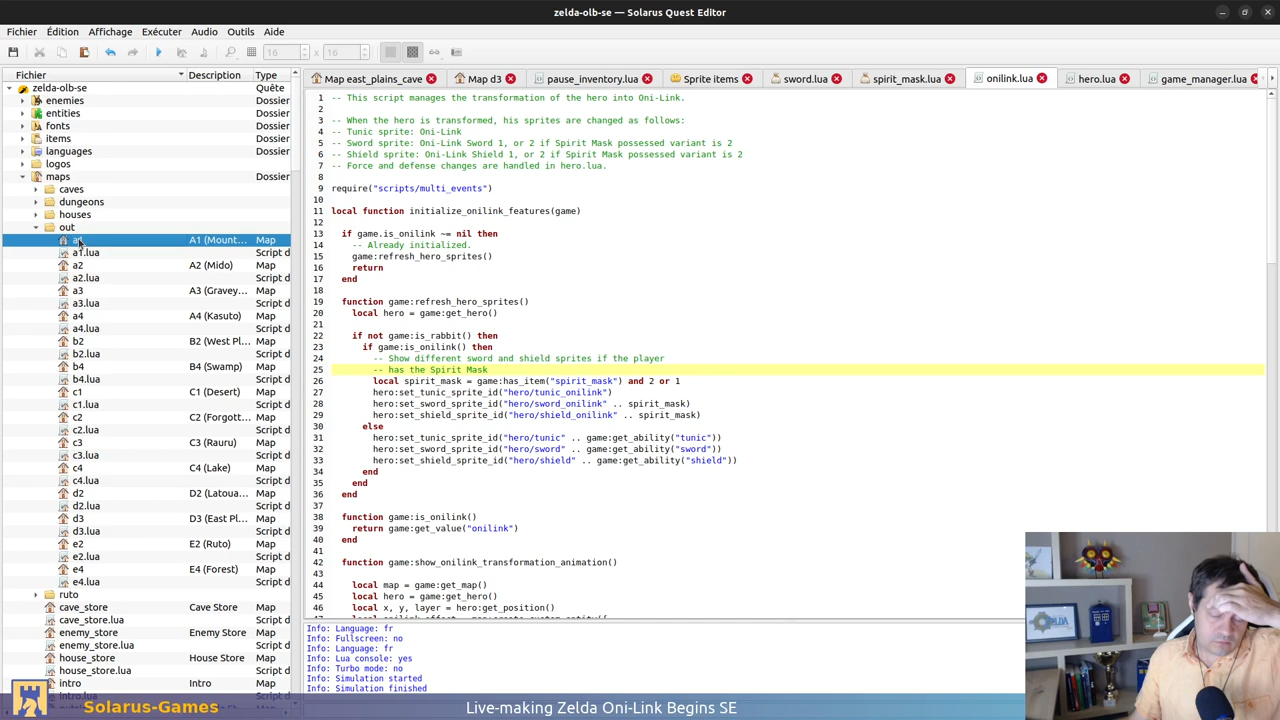 zelda-olb-se — Solarus Quest Editor
Fichier Édition Affichage Exécuter Audio Outils Aide
16 x 16
Fichier Description Type
Map east_plains_cave Map d3 pause_inventory.lua Sprite items sword.lua spirit_mask.lua onilink.lua hero.lua game_manager.lua
zelda-olb-se Quête
enemies Dossier
entities Dossier
fonts Dossier
items Dossier
languages Dossier
logos Dossier
maps Dossier
caves
dungeons
houses
out
a1 A1 (Mount... Map
a1.lua Script d
a2 A2 (Mido) Map
a2.lua Script d
a3 A3 (Gravey... Map
a3.lua Script d
a4 A4 (Kasuto) Map
a4.lua Script d
b2 B2 (West Pl... Map
b2.lua Script d
b4 B4 (Swamp) Map
b4.lua Script d
c1 C1 (Desert) Map
c1.lua Script d
c2 C2 (Forgott... Map
c2.lua Script d
c3 C3 (Rauru) Map
c3.lua Script d
c4 C4 (Lake) Map
c4.lua Script d
d2 D2 (Latoua... Map
d2.lua Script d
d3 D3 (East Pl... Map
d3.lua Script d
e2 E2 (Ruto) Map
e2.lua Script d
e4 E4 (Forest) Map
e4.lua Script d
ruto
cave_store Cave Store Map
cave_store.lua Script d
enemy_store Enemy Store Map
enemy_store.lua Script d
house_store House Store Map
house_store.lua Script d
intro Intro Map
1 -- This script manages the transformation of the hero into Oni-Link.
2
3 -- When the hero is transformed, his sprites are changed as follows:
4 -- Tunic sprite: Oni-Link
5 -- Sword sprite: Oni-Link Sword 1, or 2 if Spirit Mask possessed variant is 2
6 -- Shield sprite: Oni-Link Shield 1, or 2 if Spirit Mask possessed variant is 2
7 -- Force and defense changes are handled in hero.lua.
8
9 require("scripts/multi_events")
10
11 local function initialize_onilink_features(game)
12
13 if game.is_onilink ~= nil then
14 -- Already initialized.
15 game:refresh_hero_sprites()
16 return
17 end
18
19 function game:refresh_hero_sprites()
20 local hero = game:get_hero()
21
22 if not game:is_rabbit() then
23 if game:is_onilink() then
24 -- Show different sword and shield sprites if the player
25 -- has the Spirit Mask
26 local spirit_mask = game:has_item("spirit_mask") and 2 or 1
27 hero:set_tunic_sprite_id("hero/tunic_onilink")
28 hero:set_sword_sprite_id("hero/sword_onilink" .. spirit_mask)
29 hero:set_shield_sprite_id("hero/shield_onilink" .. spirit_mask)
30 else
31 hero:set_tunic_sprite_id("hero/tunic" .. game:get_ability("tunic"))
32 hero:set_sword_sprite_id("hero/sword" .. game:get_ability("sword"))
33 hero:set_shield_sprite_id("hero/shield" .. game:get_ability("shield"))
34 end
35 end
36 end
37
38 function game:is_onilink()
39 return game:get_value("onilink")
40 end
41
42 function game:show_onilink_transformation_animation()
43
44 local map = game:get_map()
45 local hero = game:get_hero()
46 local x, y, layer = hero:get_position()
Info: Language: fr
Info: Fullscreen: no
Info: Language: fr
Info: Lua console: yes
Info: Turbo mode: no
Info: Simulation started
Info: Simulation finished
Solarus-Games
Live-making Zelda Oni-Link Begins SE